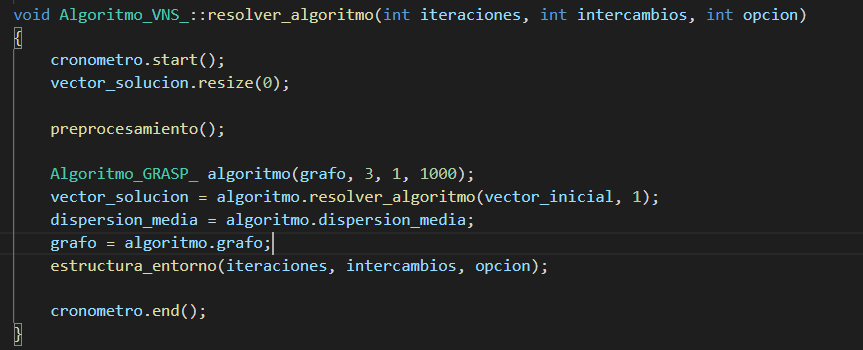 void Algoritmo_VNS_::resolver_algoritmo(int iteraciones, int intercambios, int opcion)
{
cronometro.start();
vector_solucion.resize(0);
preprocesamiento();
Algoritmo_GRASP_ algoritmo(grafo, 3, 1, 1000);
vector_solucion = algoritmo.resolver_algoritmo(vector_inicial, 1);
dispersion_media = algoritmo.dispersion_media;
grafo = algoritmo.grafo;
estructura_entorno(iteraciones, intercambios, opcion);
cronometro.end();
}